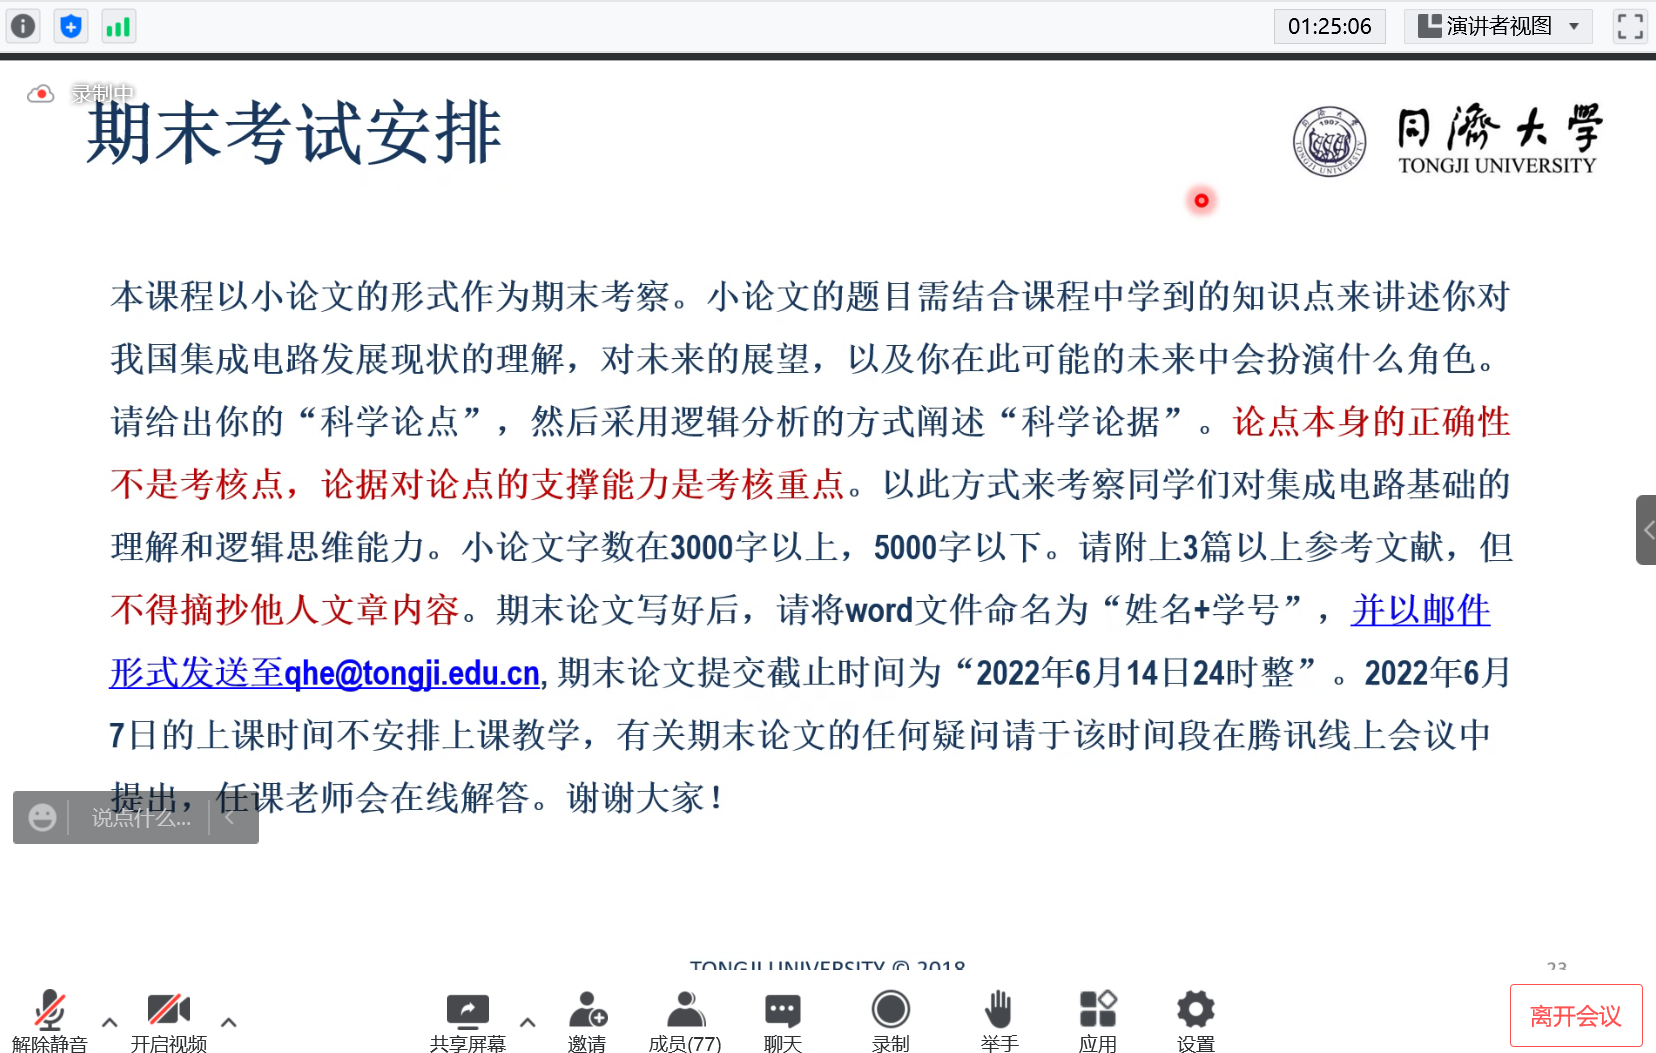 01:25:06
演讲者视图
录制中
期末考试安排
同濟大學
TONGJI UNIVERSITY
1907
TONGJI UNIVERSITY
本课程以小论文的形式作为期末考察。小论文的题目需结合课程中学到的知识点来讲述你对
我国集成电路发展现状的理解，对未来的展望，以及你在此可能的未来中会扮演什么角色。
请给出你的“科学论点”，然后采用逻辑分析的方式阐述“科学论据”。论点本身的正确性
不是考核点，论据对论点的支撑能力是考核重点。以此方式来考察同学们对集成电路基础的
理解和逻辑思维能力。小论文字数在3000字以上，5000字以下。请附上3篇以上参考文献，但
不得摘抄他人文章内容。期末论文写好后，请将word文件命名为“姓名+学号”，并以邮件
形式发送至qhe@tongji.edu.cn, 期末论文提交截止时间为“2022年6月14日24时整”。2022年6月
7日的上课时间不安排上课教学，有关期末论文的任何疑问请于该时间段在腾讯线上会议中
提出，任课老师会在线解答。谢谢大家！
说点什么...
TONGJI UNIVERSITY © 2018
23
解除静音
开启视频
共享屏幕
邀请
成员(77)
聊天
录制
举手
应用
设置
离开会议